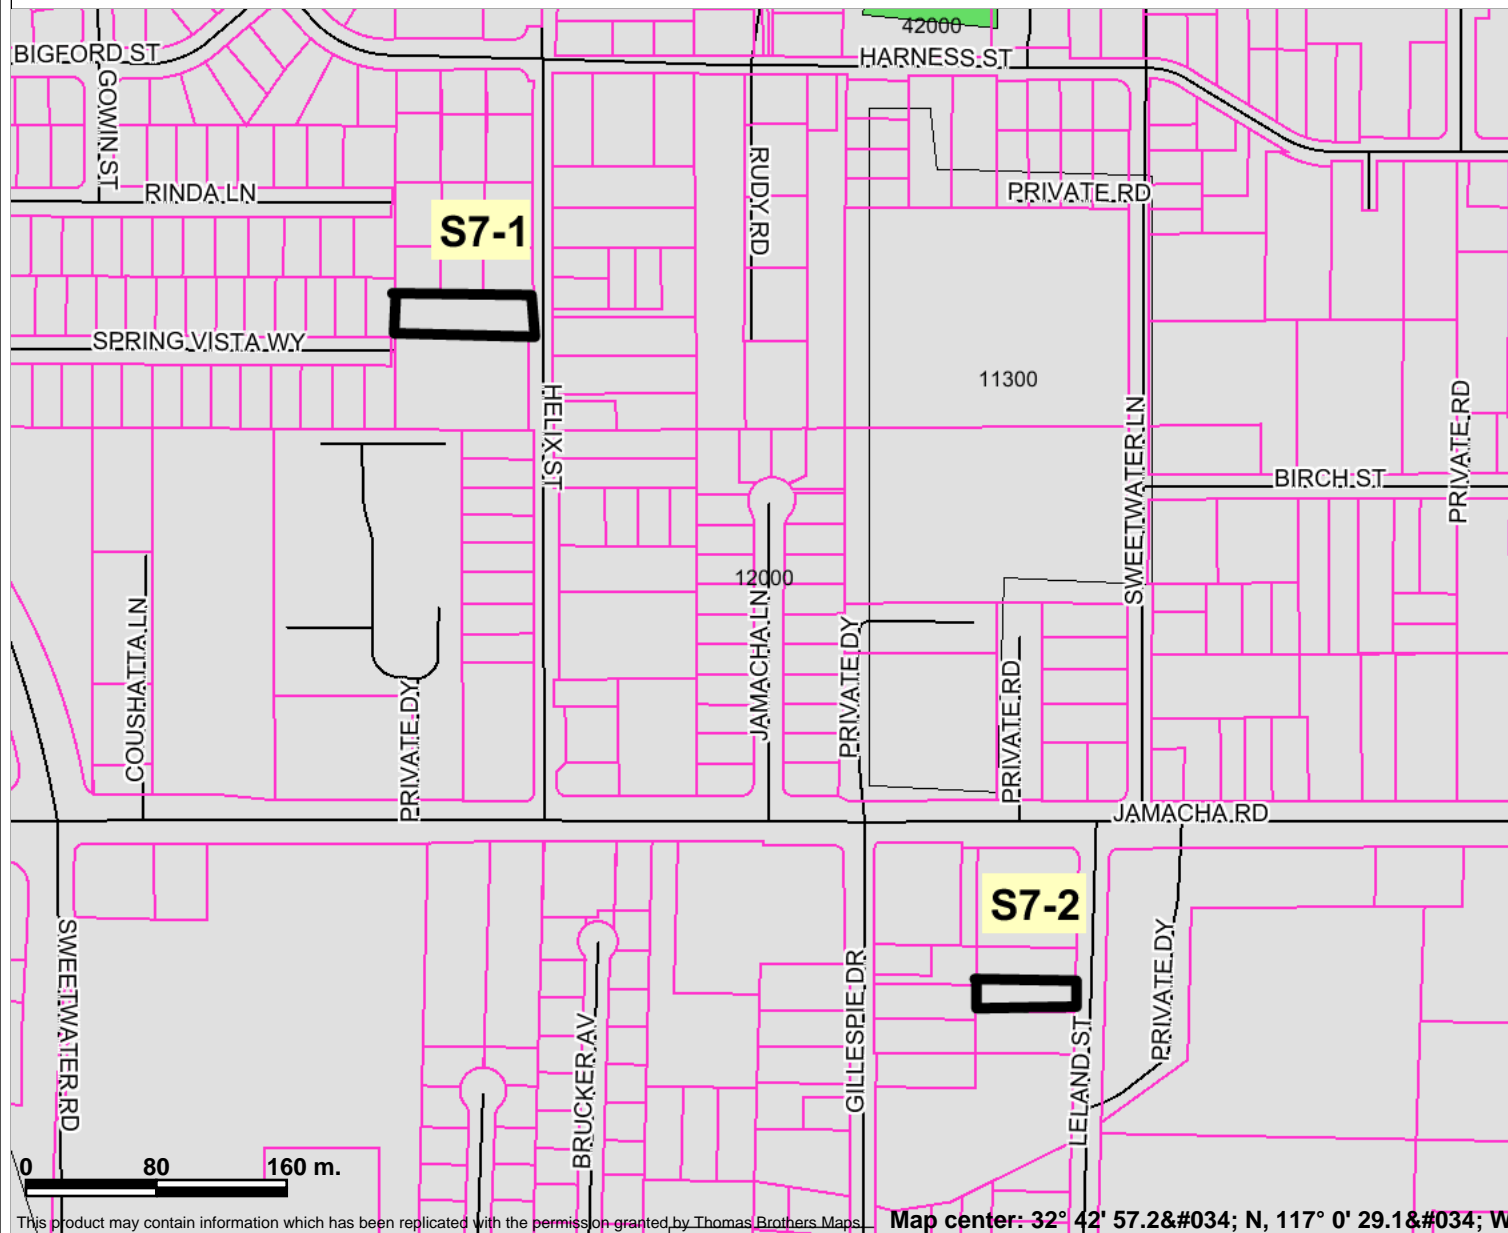 42000
BIGFORD ST
HARNESS ST
GOWIN ST
RUDY RD
RINDA LN
PRIVATE RD
S7-1
SPRING VISTA WY
11300
HELIX ST
SWEETWATER LN
PRIVATE RD
BIRCH ST
12000
COUSHATTA LN
JAMACHA LN
PRIVATE DY
PRIVATE RD
PRIVATE DY
JAMACHA RD
S7-2
SWEETWATER RD
BRUCKER AV
GILLESPIE DR
LELAND ST
PRIVATE DY
0 80 160 m.
This product may contain information which has been replicated with the permission granted by Thomas Brothers Maps.
Map center: 32° 42' 57.2&#034; N, 117° 0' 29.1&#034; W